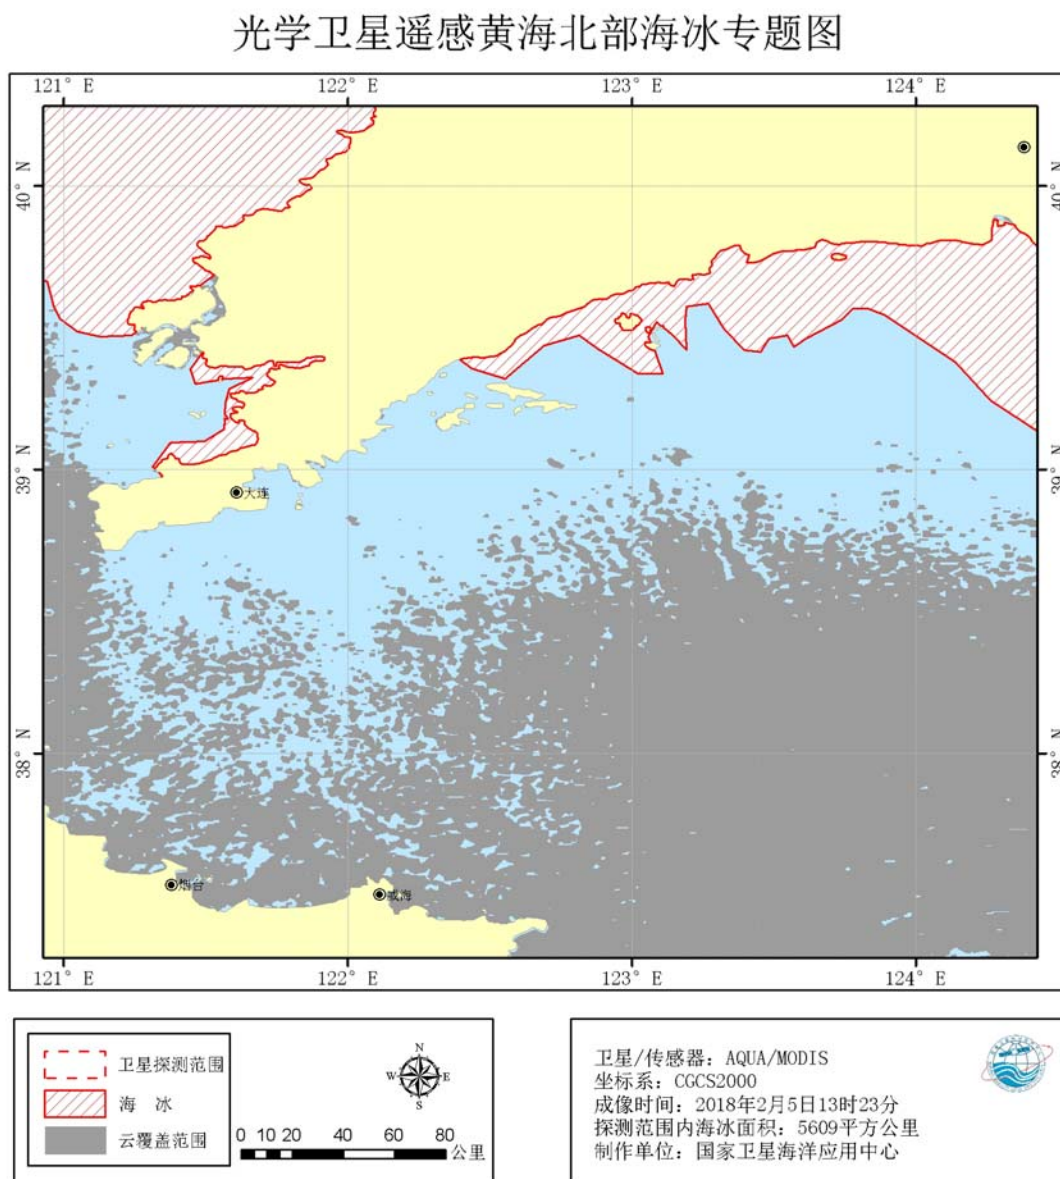 光学卫星遥感黄海北部海冰专题图
121° E 122° E 123° E 124° E
40° N 40° N
39° N 39° N
大连
38° N 38° N
烟台
威海
121° E 122° E 123° E 124° E
卫星探测范围
海 冰
云覆盖范围
N
W E
S
0 10 20 40 60 80 公里
卫星/传感器：AQUA/MODIS
坐标系：CGCS2000
成像时间：2018年2月5日13时23分
探测范围内海冰面积：5609平方公里
制作单位：国家卫星海洋应用中心